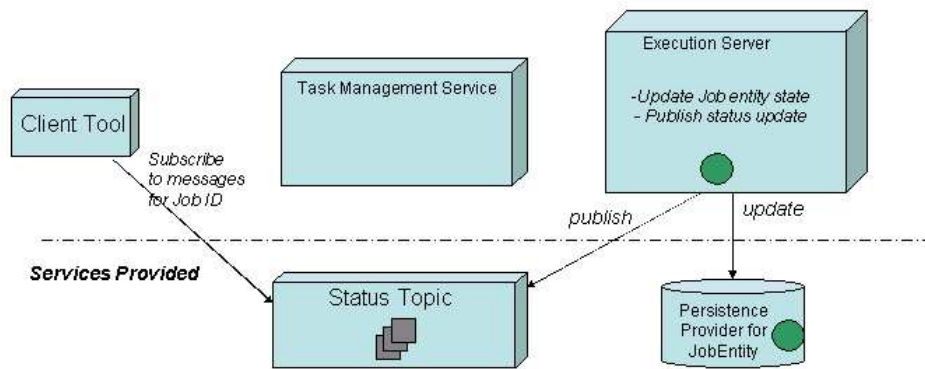 Execution Server
Task Management Service
-Update Job entity state
- Publish status update
Client Tool
Subscribe
to messages
for Job ID
publish
update
Services Provided
Status Topic
Persistence
Provider for
JobEntity